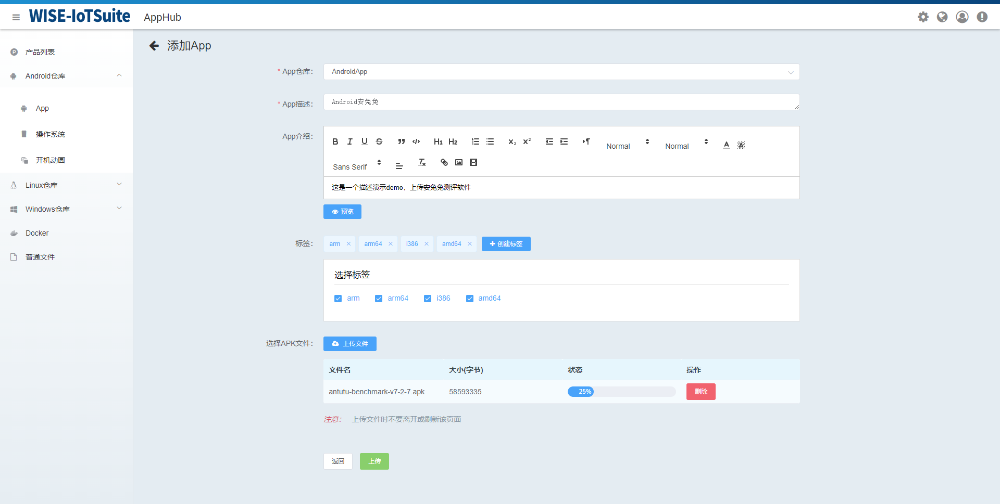 WISE-IoTSuite AppHub
产品列表
Android仓库
App
操作系统
开机动画
Linux仓库
Windows仓库
Docker
普通文件
添加App
* App仓库： AndroidApp
* App描述： Android安兔兔
App介绍：
Normal Normal
Sans Serif
这是一个描述演示demo，上传安兔兔测评软件
预览
标签： arm × arm64 × i386 × amd64 × 创建标签
选择标签
arm arm64 i386 amd64
选择APK文件： 上传文件
文件名 大小(字节) 状态 操作
antutu-benchmark-v7-2-7.apk 58593335 25% 删除
注意： 上传文件时不要离开或刷新该页面
返回 上传